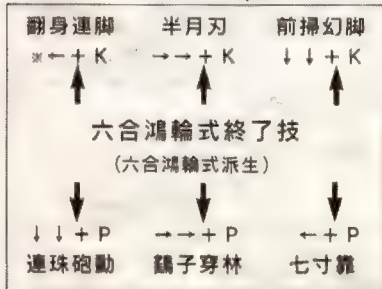 翻身連脚 半月刃 前掃幻脚
※←+K →→+K ↓↓+K
六合鴻輪式終了技
(六合鴻輪式派生)
↓↓+P →→+P ←+P
連珠砲動 鷂子穿林 七寸靠